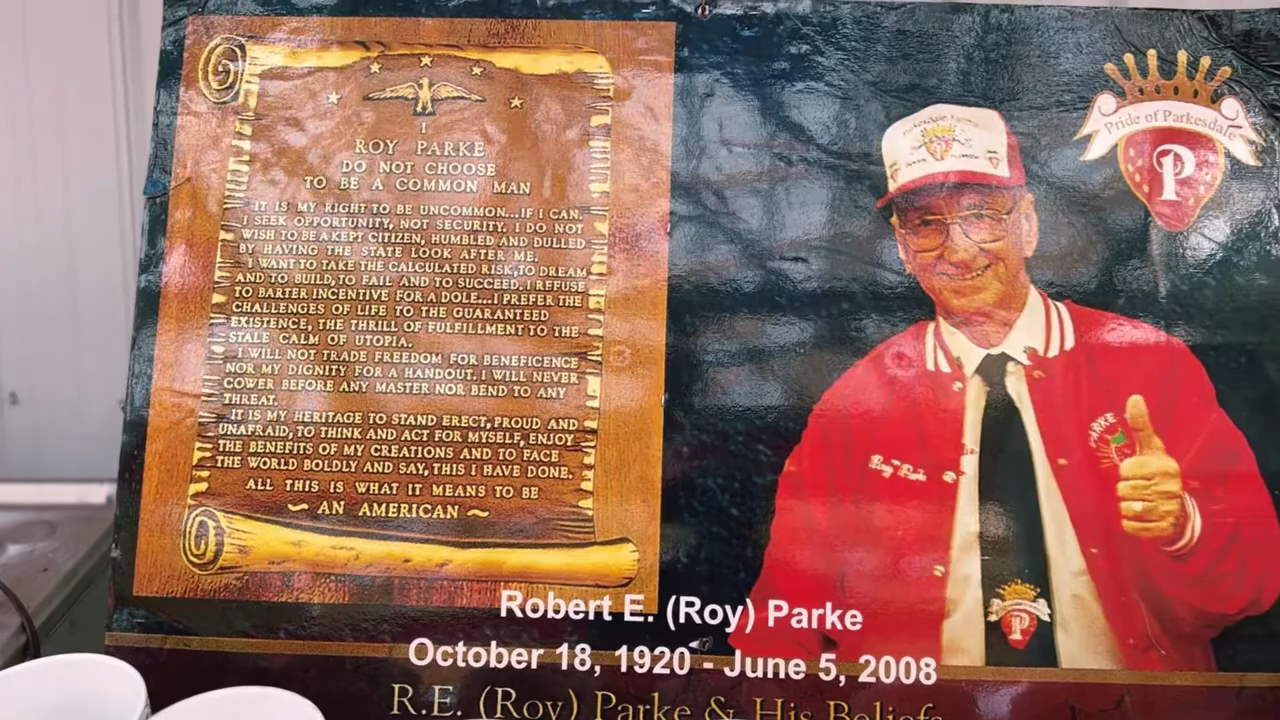 I
ROY PARKE
DO NOT CHOOSE
TO BE A COMMON MAN
IT IS MY RIGHT TO BE UNCOMMON...IF I CAN.
I SEEK OPPORTUNITY, NOT SECURITY. I DO NOT
WISH TO BE A KEPT CITIZEN, HUMBLED AND DULLED
BY HAVING THE STATE LOOK AFTER ME.
I WANT TO TAKE THE CALCULATED RISK, TO DREAM
AND TO BUILD, TO FAIL AND TO SUCCEED. I REFUSE
TO BARTER INCENTIVE FOR A DOLE...I PREFER THE
CHALLENGES OF LIFE TO THE GUARANTEED
EXISTENCE, THE THRILL OF FULFILLMENT TO THE
STALE CALM OF UTOPIA.
I WILL NOT TRADE FREEDOM FOR BENEFICENCE
NOR MY DIGNITY FOR A HANDOUT. I WILL NEVER
COWER BEFORE ANY MASTER NOR BEND TO ANY
THREAT.
IT IS MY HERITAGE TO STAND ERECT, PROUD AND
UNAFRAID, TO THINK AND ACT FOR MYSELF, ENJOY
THE BENEFITS OF MY CREATIONS AND TO FACE
THE WORLD BOLDLY AND SAY, THIS I HAVE DONE.
ALL THIS IS WHAT IT MEANS TO BE
~ AN AMERICAN ~
Pride of Parkesdale
P
Roy Parke
PARKE
P
Robert E. (Roy) Parke
October 18, 1920 - June 5, 2008
R.E. (Roy) Parke & His Beliefs